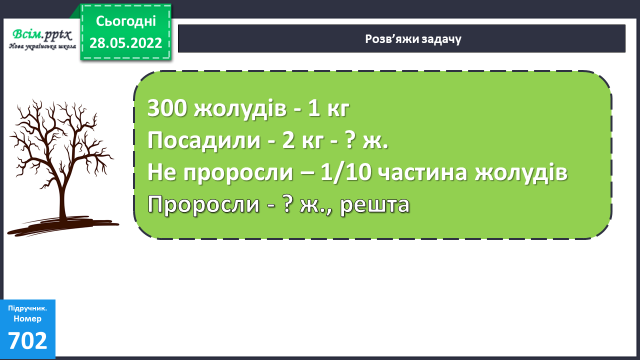 Всім.pptx
Нова українська школа
Сьогодні
28.05.2022
Розв’яжи задачу
300 жолудів - 1 кг
Посадили - 2 кг - ? ж.
Не проросли – 1/10 частина жолудів
Проросли - ? ж., решта
Підручник.
Номер
702